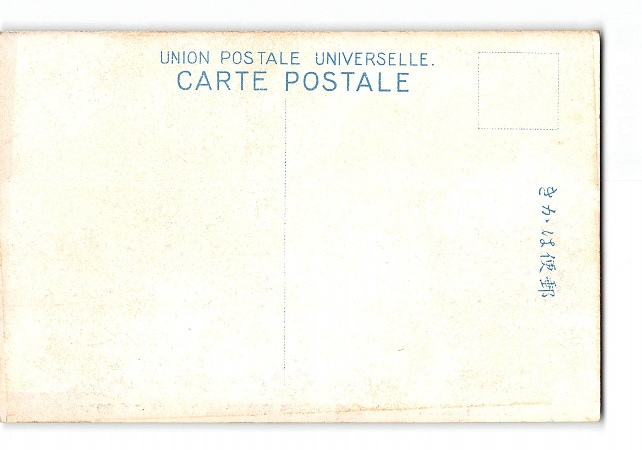 UNION POSTALE UNIVERSELLE.
CARTE POSTALE
きかは便郵